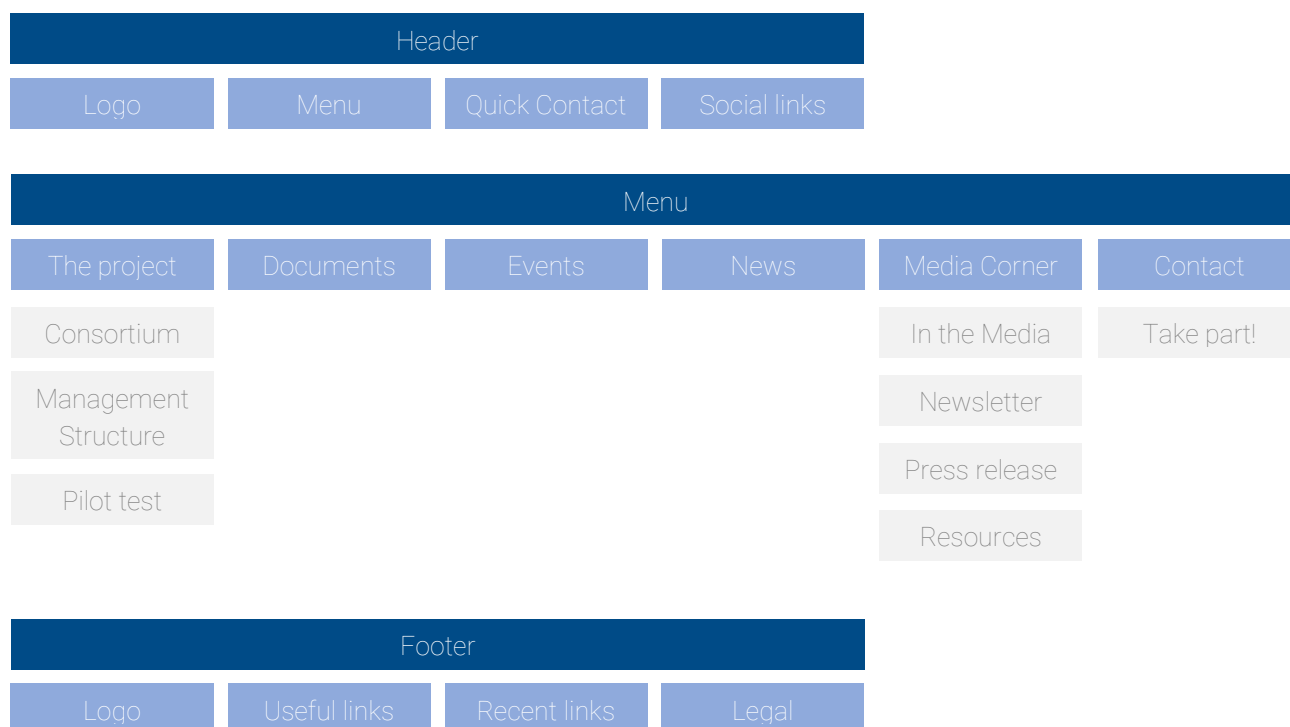 Header
Logo
Menu
Quick Contact
Social links
Menu
The project
Documents
Events
News
Media Corner
Contact
Consortium
In the Media
Take part!
Management
Structure
Newsletter
Pilot test
Press release
Resources
Footer
Logo
Useful links
Recent links
Legal